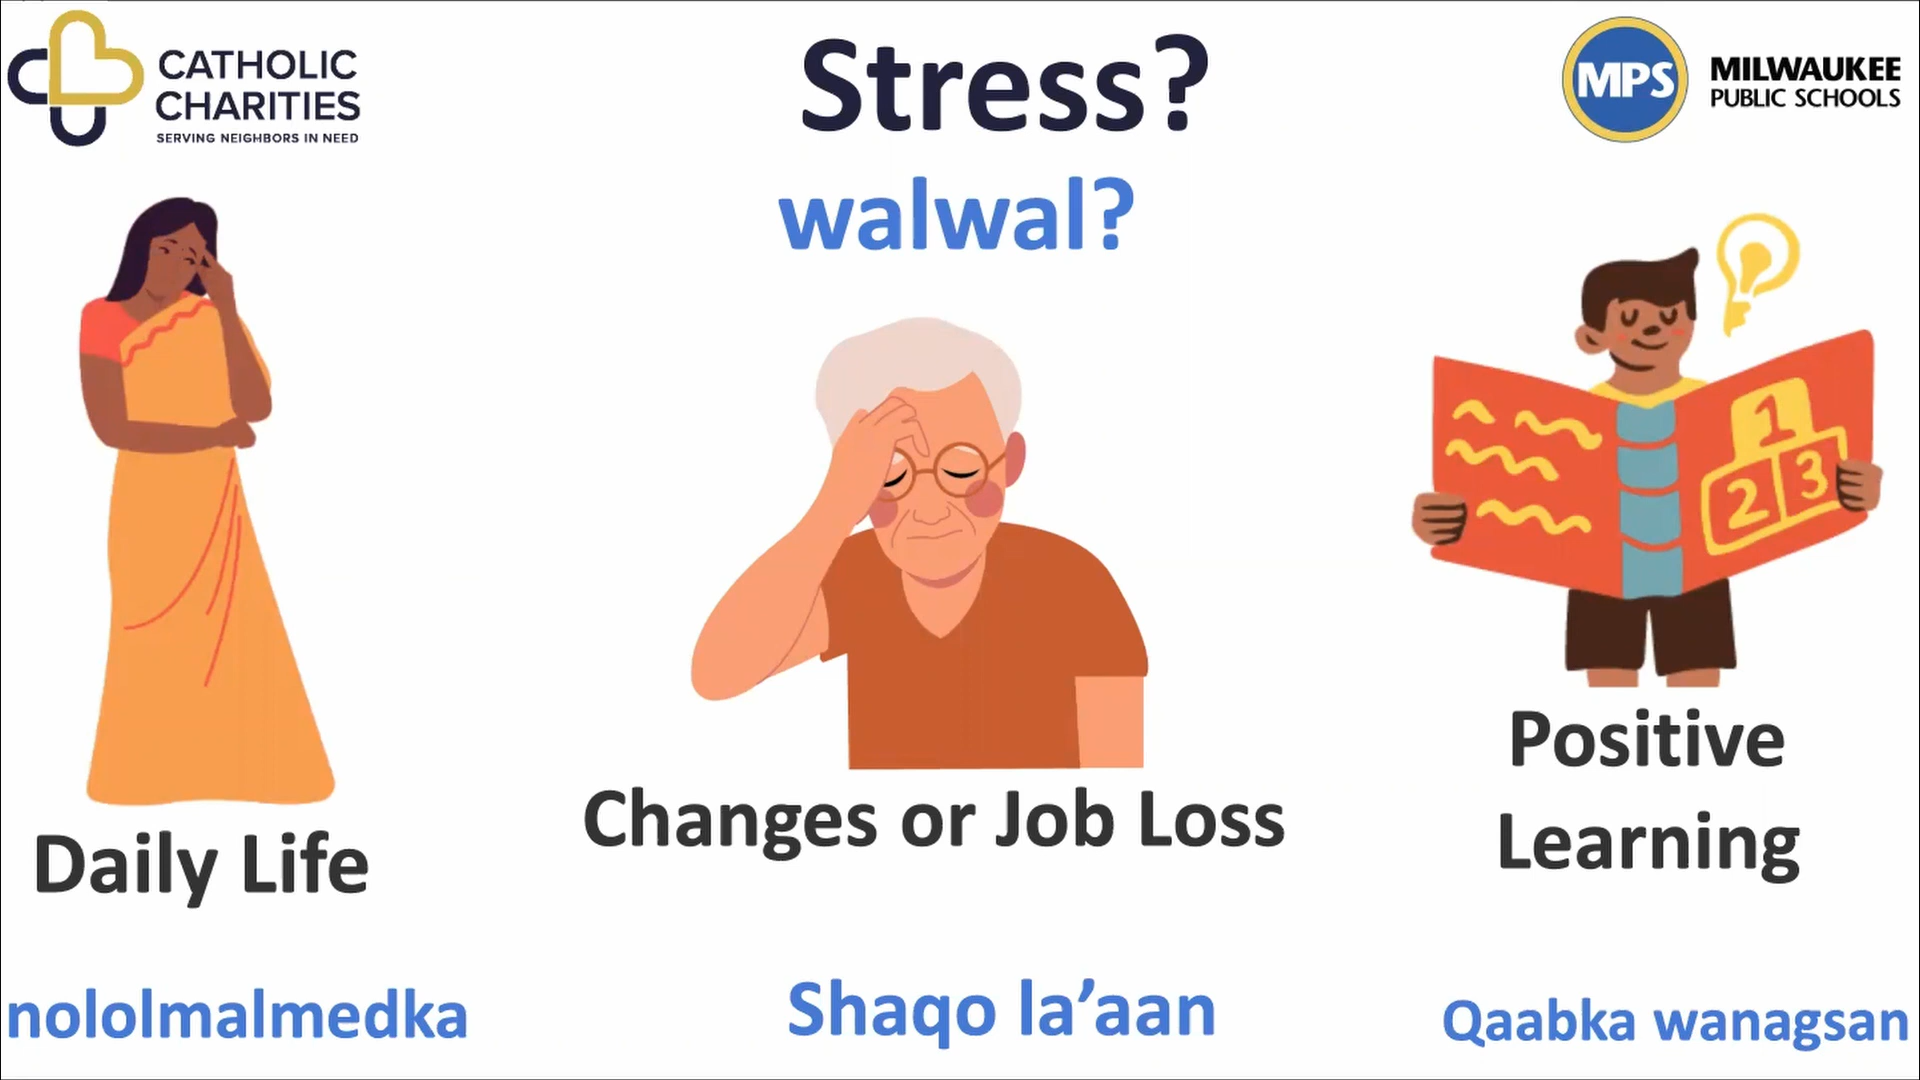 CATHOLIC
CHARITIES
SERVING NEIGHBORS IN NEED
Stress?
walwal?
MPS
MILWAUKEE
PUBLIC SCHOOLS
1
2 3
Daily Life
Changes or Job Loss
Positive
Learning
nololmalmedka
Shaqo la’aan
Qaabka wanagsan